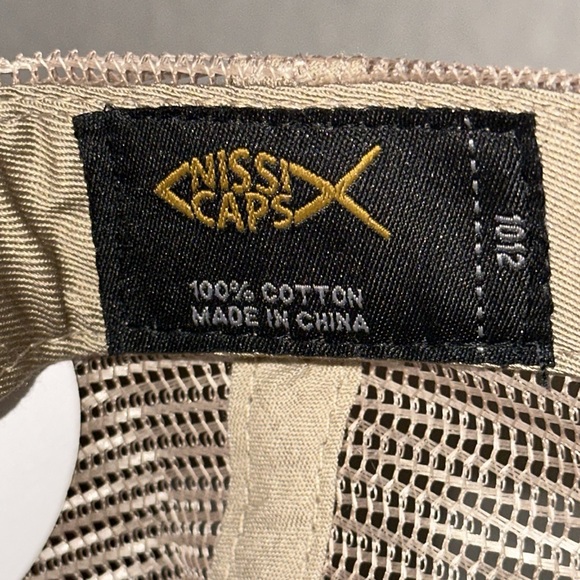 NISSI
CAPS
100% COTTON
MADE IN CHINA
1012